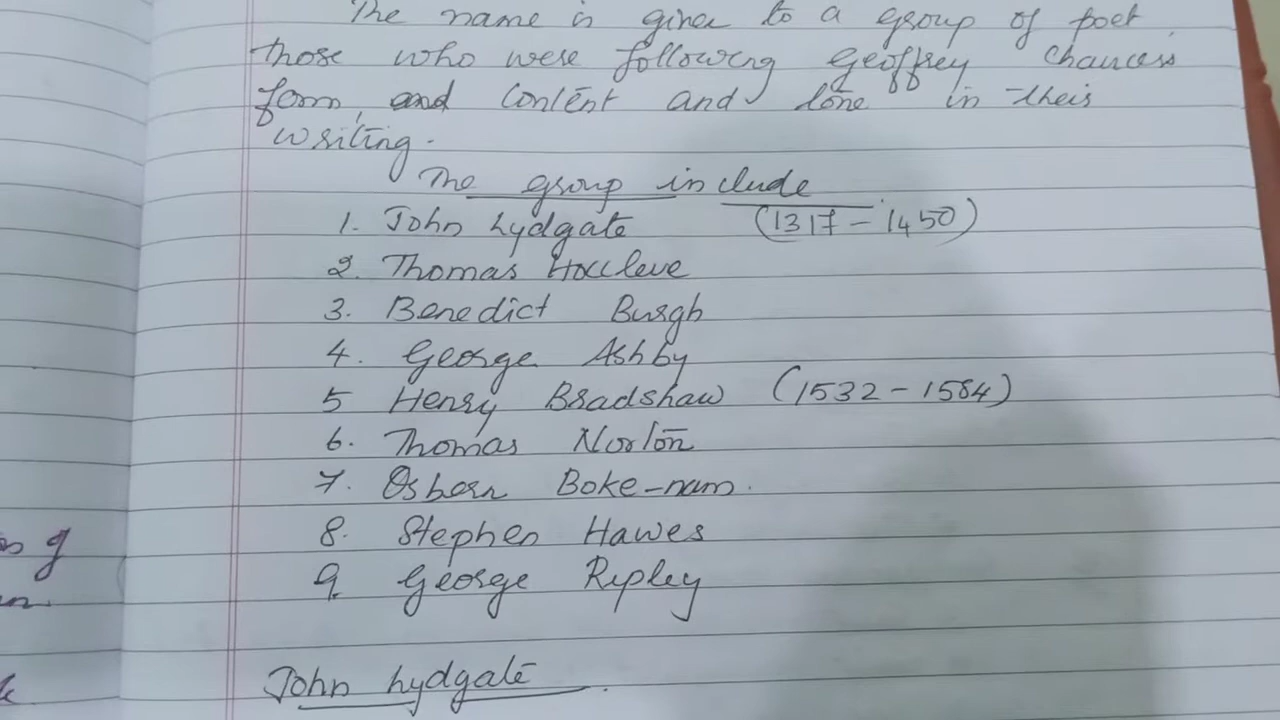 The name is given to a group of poet
those who were following Geoffrey Chaucers
form, and content and tone in their
writing.
The group include
1. John Lydgate (1317 - 1450)
2. Thomas Hoccleve
3. Benedict Burgh
4. George Ashby
5 Henry Bradshaw (1532 - 1584)
6. Thomas Norton
7. Osbern Boke-nam.
8. Stephen Hawes
9. George Ripley
John Lydgate.